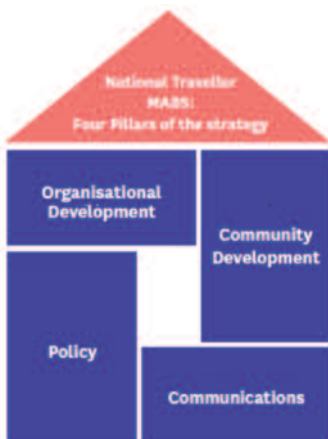 National Traveller
MABS:
Four Pillars of the strategy
Organisational
Development
Community
Development
Policy
Communications